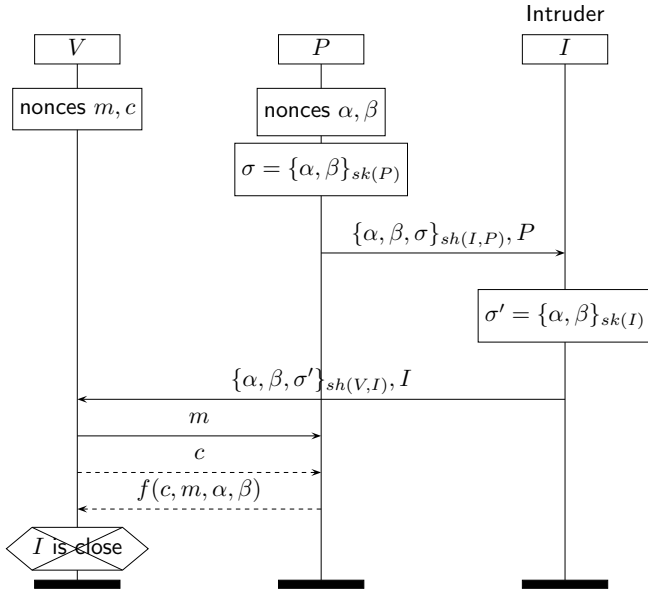 Intruder
V
P
I
nonces m, c
nonces α, β
σ = {α, β}sk(P)
{α, β, σ}sh(I,P), P
σ′ = {α, β}sk(I)
{α, β, σ′}sh(V,I), I
m
c
f(c, m, α, β)
I is close